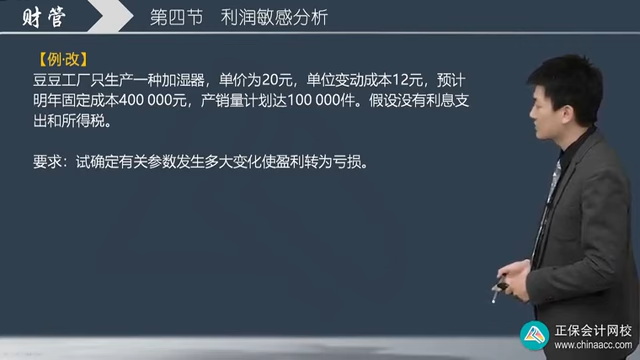 财管 第四节 利润敏感分析
【例·改】
豆豆工厂只生产一种加湿器，单价为20元，单位变动成本12元，预计
明年固定成本400 000元，产销量计划达100 000件。假设没有利息支
出和所得税。
要求：试确定有关参数发生多大变化使盈利转为亏损。
正保会计网校
www.chinaacc.com